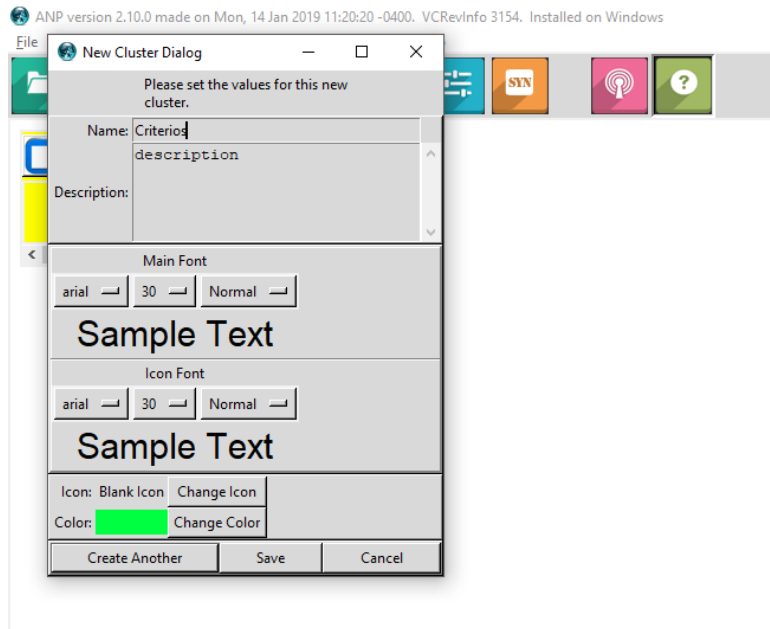 ANP version 2.10.0 made on Mon, 14 Jan 2019 11:20:20 -0400. VCRevInfo 3154. Installed on Windows
File
New Cluster Dialog
SYN
?
Please set the values for this new
cluster.
Name: Criterios
description
Description:
Main Font
arial 30 Normal
Sample Text
Icon Font
arial 30 Normal
Sample Text
Icon: Blank Icon Change Icon
Color: Change Color
Create Another Save Cancel